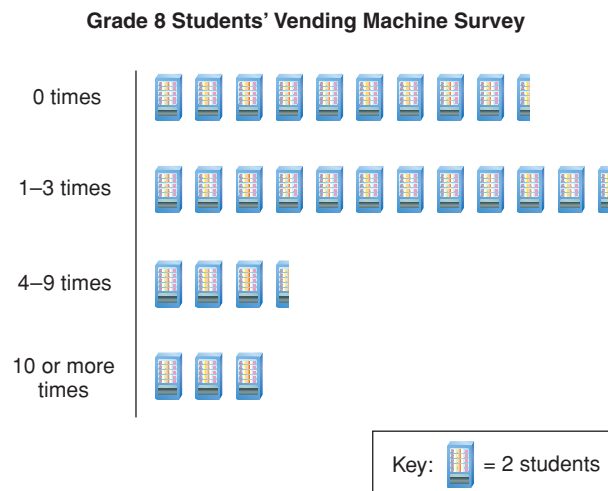 Grade 8 Students’ Vending Machine Survey
0 times
1–3 times
4–9 times
10 or more
times
Key: = 2 students